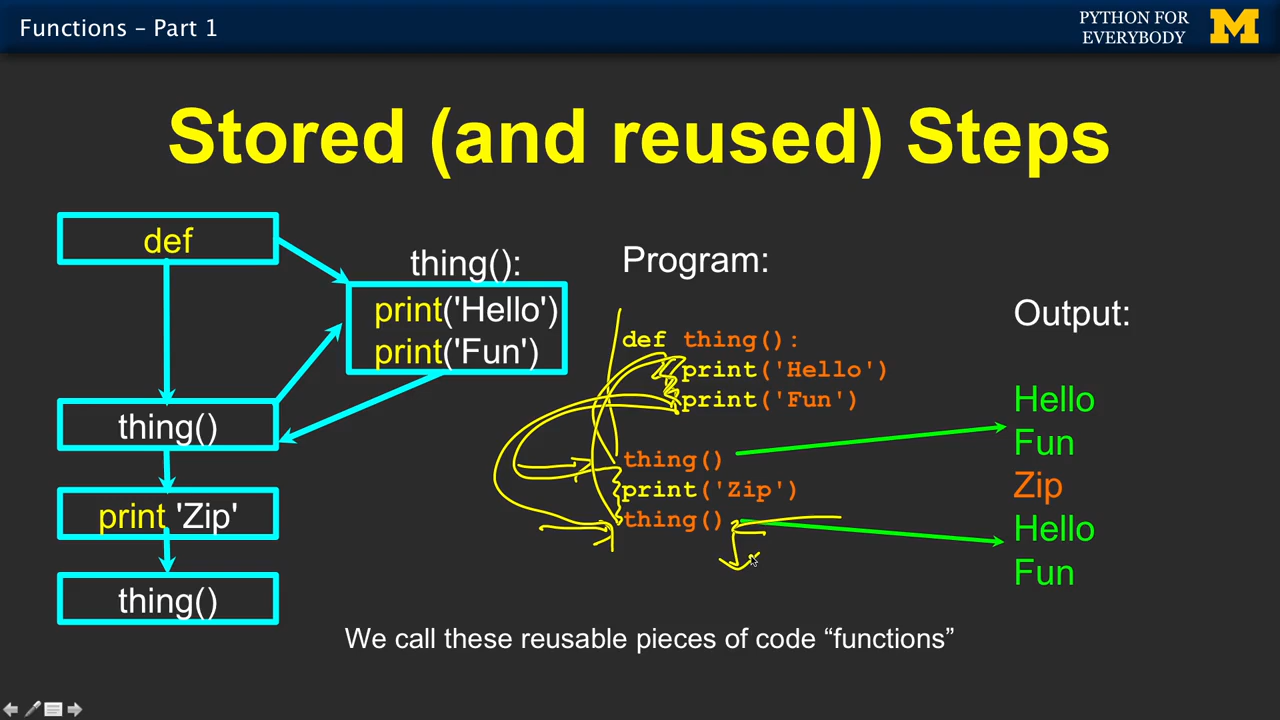 Functions – Part 1
PYTHON FOR
EVERYBODY
M
Stored (and reused) Steps
def
thing():
print('Hello')
print('Fun')
thing()
print 'Zip'
thing()
Program:
def thing():
print('Hello')
print('Fun')
thing()
print('Zip')
thing()
Output:
Hello
Fun
Zip
Hello
Fun
We call these reusable pieces of code “functions”